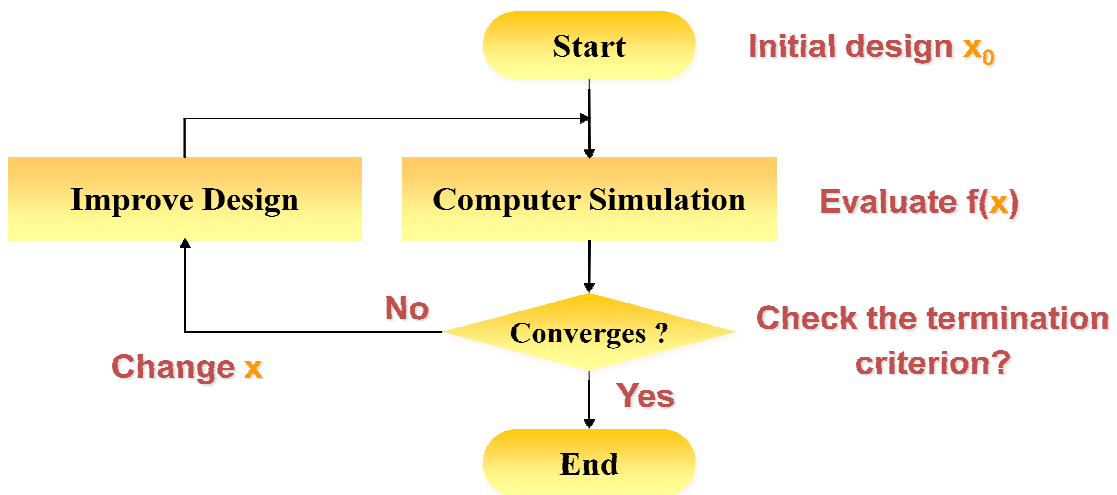 Start
Initial design x₀
Improve Design
Computer Simulation
Evaluate f(x)
No
Converges ?
Check the termination
criterion?
Change x
Yes
End